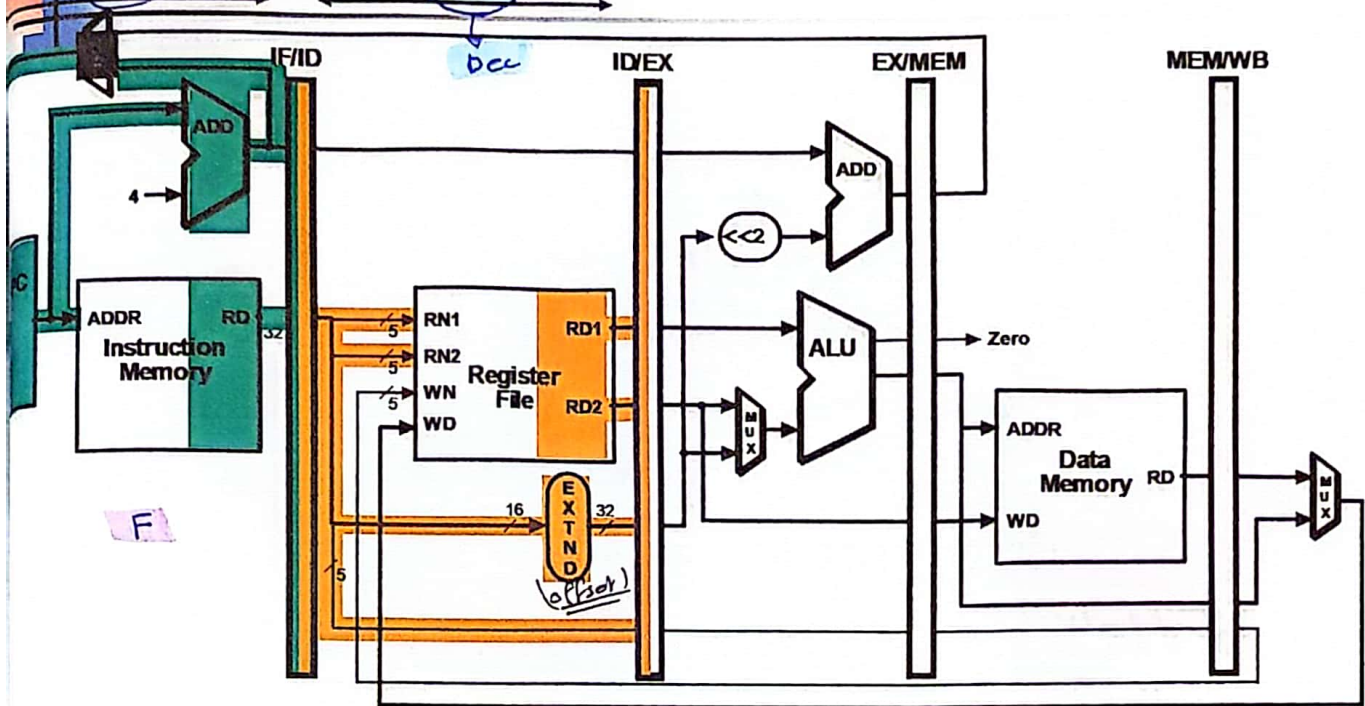 Dec
IF/ID
ID/EX
EX/MEM
MEM/WB
ADD
4
ADD
<<2
ADDR
RD
Instruction
Memory
32
RN1
5
RN2
5
WN
5
WD
Register
File
RD1
RD2
MUX
ALU
Zero
ADDR
Data
Memory
RD
WD
MUX
16
EXTND
32
5
(offset)
F